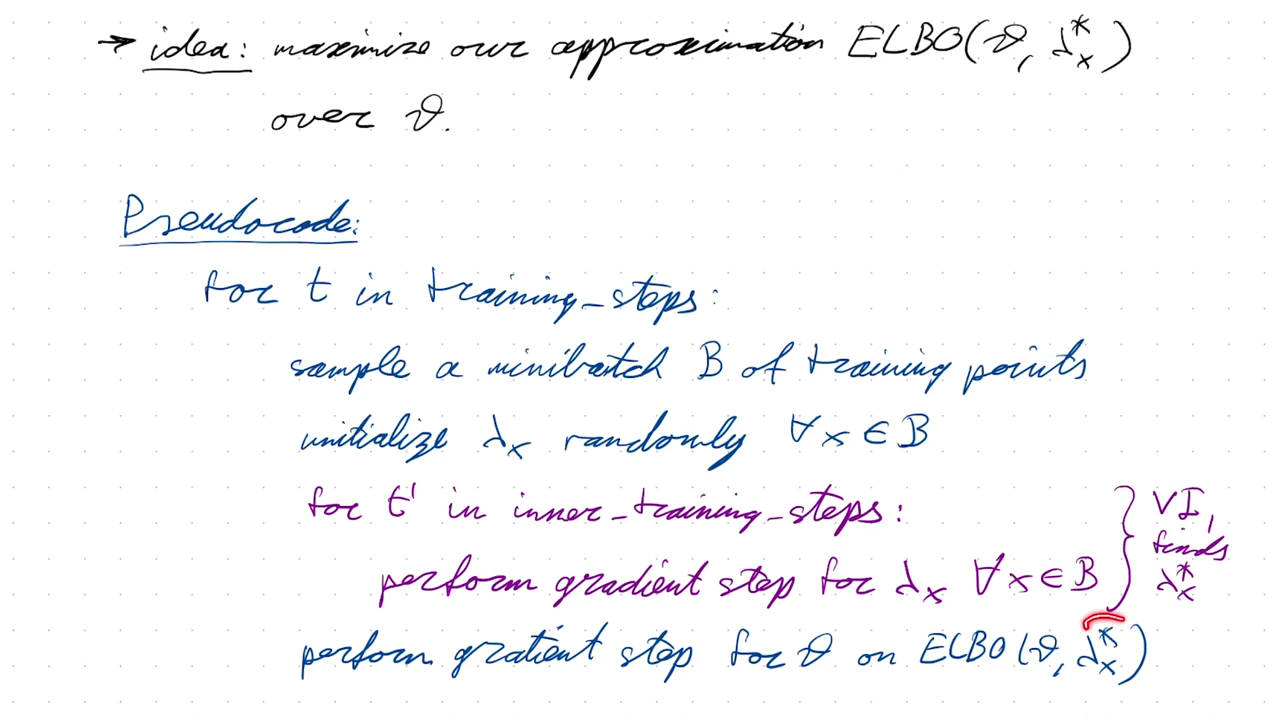 → idea: maximize our approximation ELBO(ϑ, λ*ₓ)
over ϑ.
Pseudocode:
for t in training_steps:
sample a minibatch B of training points
initialize λₓ randomly ∀ x ∈ B
for t' in inner_training_steps:
perform gradient step for λₓ ∀ x ∈ B
} VI,
finds
λ*ₓ
perform gratient step for ϑ on ELBO(ϑ, λ*ₓ)